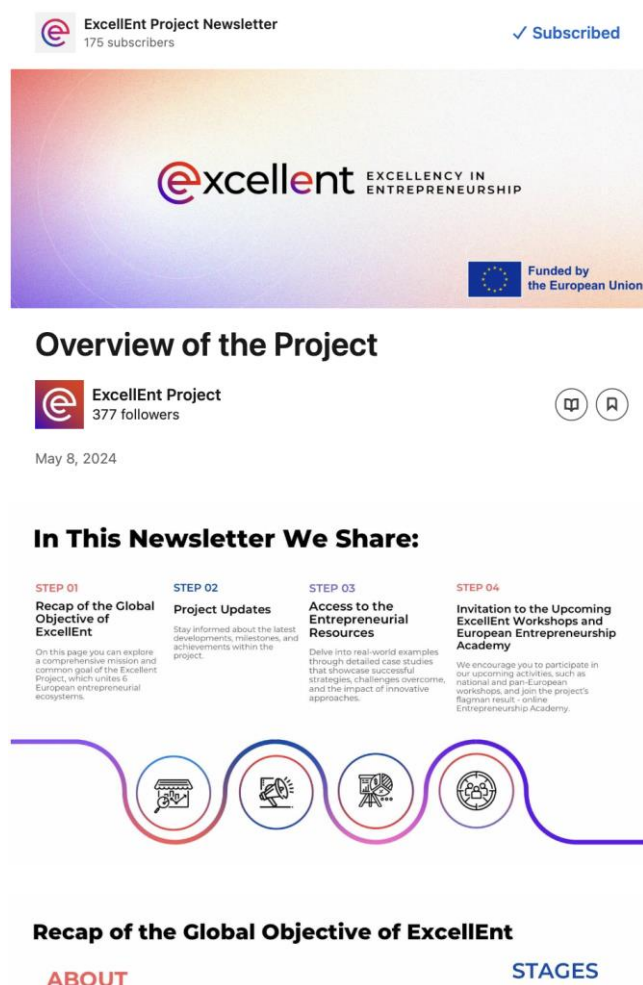 ExcellEnt Project Newsletter
175 subscribers
✓ Subscribed
excellent
EXCELLENCY IN
ENTREPRENEURSHIP
Funded by
the European Union
Overview of the Project
ExcellEnt Project
377 followers
May 8, 2024
In This Newsletter We Share:
STEP 01
Recap of the Global
Objective of
ExcellEnt
On this page you can explore
a comprehensive mission and
common goal of the Excellent
Project, which unites 6
European entrepreneurial
ecosystems.
STEP 02
Project Updates
Stay informed about the latest
developments, milestones, and
achievements within the
project.
STEP 03
Access to the
Entrepreneurial
Resources
Delve into real-world examples
through detailed case studies
that showcase successful
strategies, challenges overcome,
and the impact of innovative
approaches.
STEP 04
Invitation to the Upcoming
ExcellEnt Workshops and
European Entrepreneurship
Academy
We encourage you to participate in
our upcoming activities, such as
national and pan-European
workshops, and join the project's
flagman result - online
Entrepreneurship Academy.
Recap of the Global Objective of ExcellEnt
ABOUT
STAGES